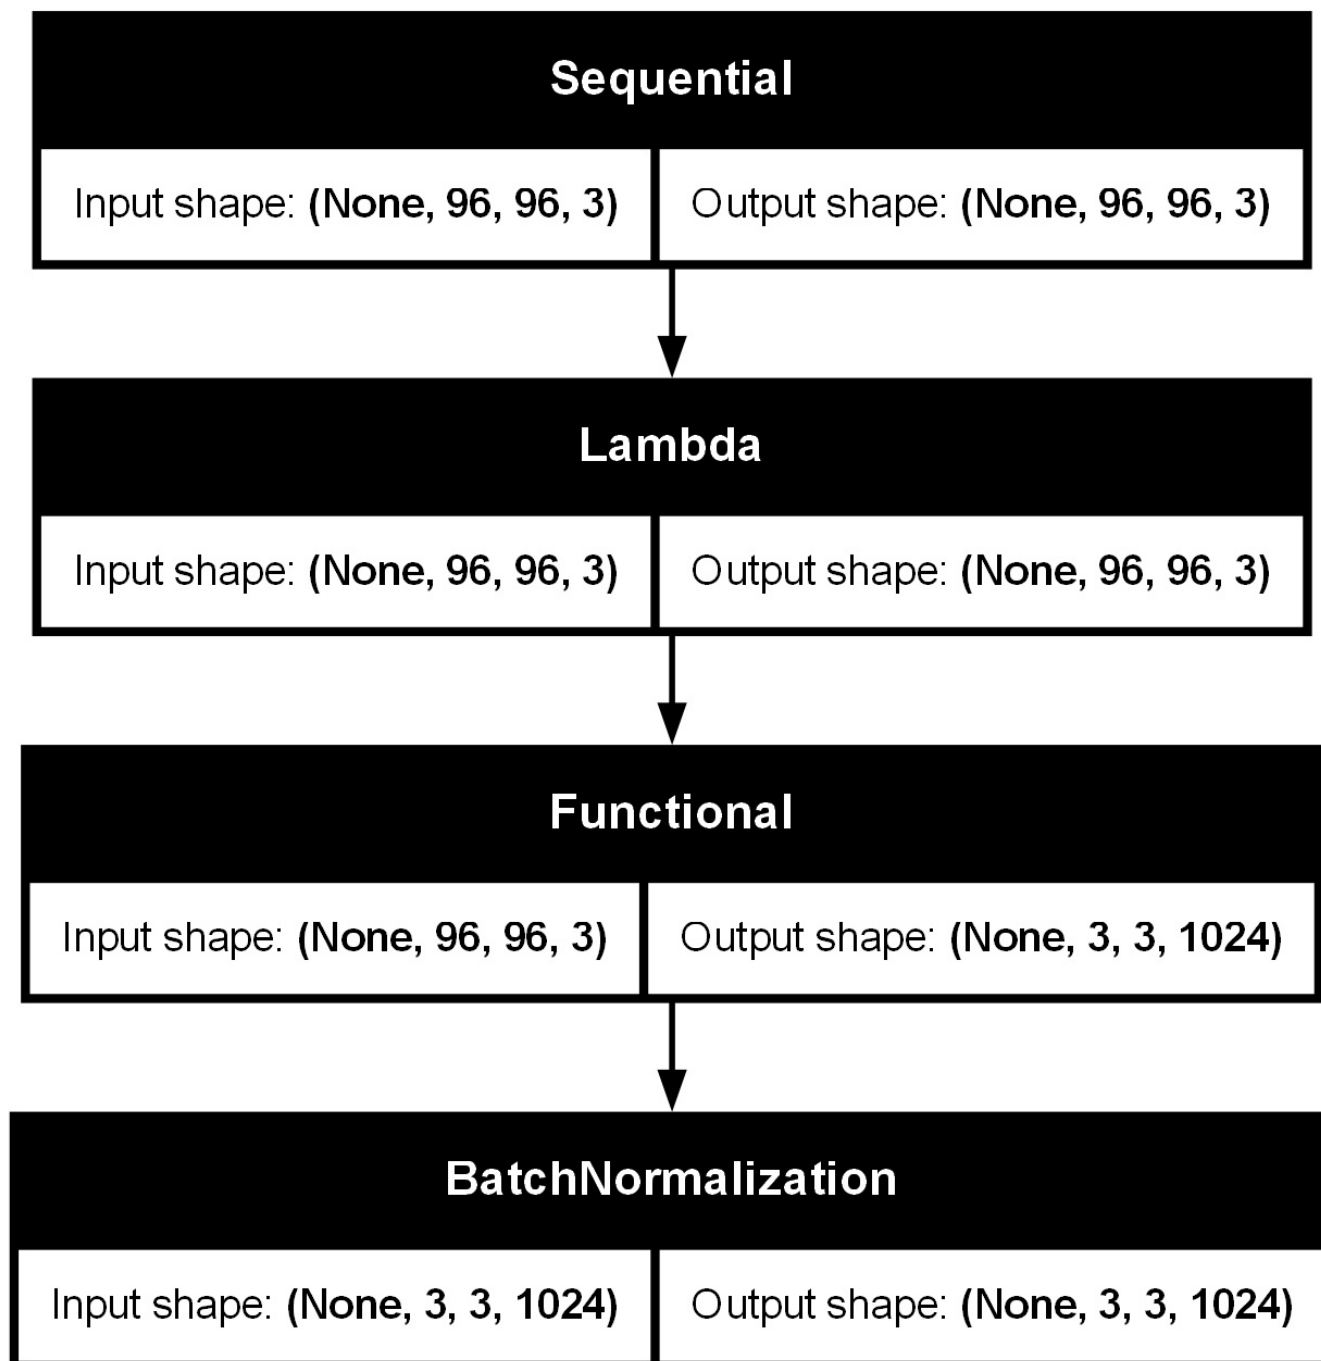 Sequential
Input shape: (None, 96, 96, 3) Output shape: (None, 96, 96, 3)
Lambda
Input shape: (None, 96, 96, 3) Output shape: (None, 96, 96, 3)
Functional
Input shape: (None, 96, 96, 3) Output shape: (None, 3, 3, 1024)
BatchNormalization
Input shape: (None, 3, 3, 1024) Output shape: (None, 3, 3, 1024)